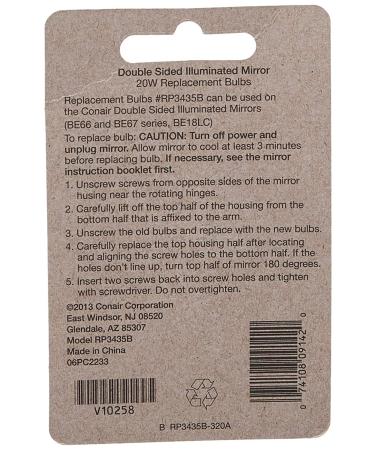 Double Sided Illuminated Mirror
20W Replacement Bulbs
Replacement Bulbs #RP3435B can be used on
the Conair Double Sided Illuminated Mirrors
(BE66 and BE67 series, BE18LC)
To replace bulb: CAUTION: Turn off power and
unplug mirror. Allow mirror to cool at least 3 minutes
before replacing bulb. If necessary, see the mirror
instruction booklet first.
1. Unscrew screws from opposite sides of the mirror
husing near the rotating hinges.
2. Carefully lift off the top half of the housing from the
bottom half that is affixed to the arm.
3. Unscrew the old bulbs and replace with the new bulbs.
4. Carefully replace the top housing half after locating
and aligning the screw holes to the bottom half. If the
holes don't line up, turn top half of mirror 180 degrees.
5. Insert two screws back into screw holes and tighten
with screwdriver. Do not overtighten.
©2013 Conair Corporation
East Windsor, NJ 08520
Glendale, AZ 85307
Model RP3435B
Made in China
06PC2233
V10258
0 74108 09142 0
B RP3435B-320A